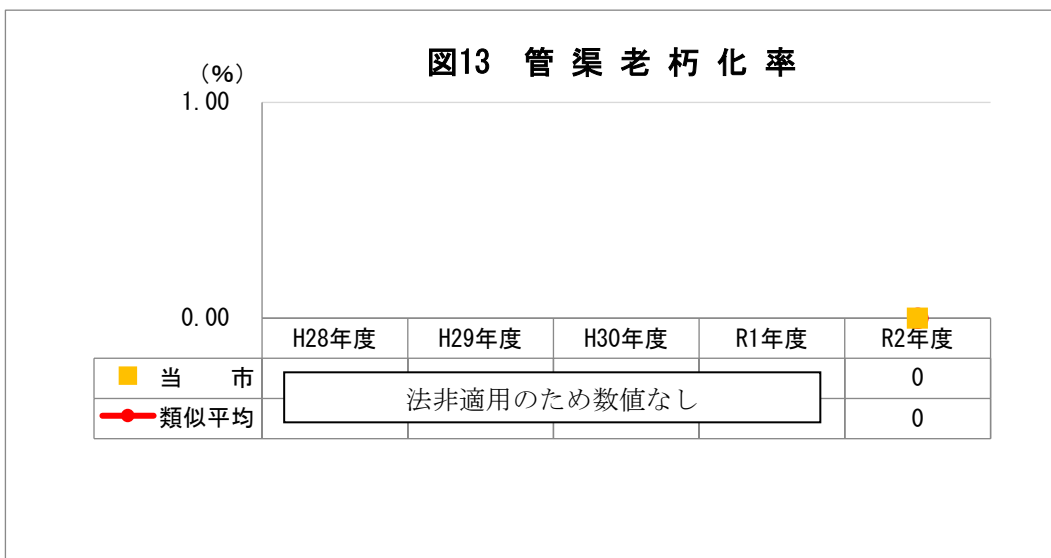 図13 管 渠 老 朽 化 率
（%）
1.00
0.00
H28年度 H29年度 H30年度 R1年度 R2年度
当　　市 0
法非適用のため数値なし
類似平均 0